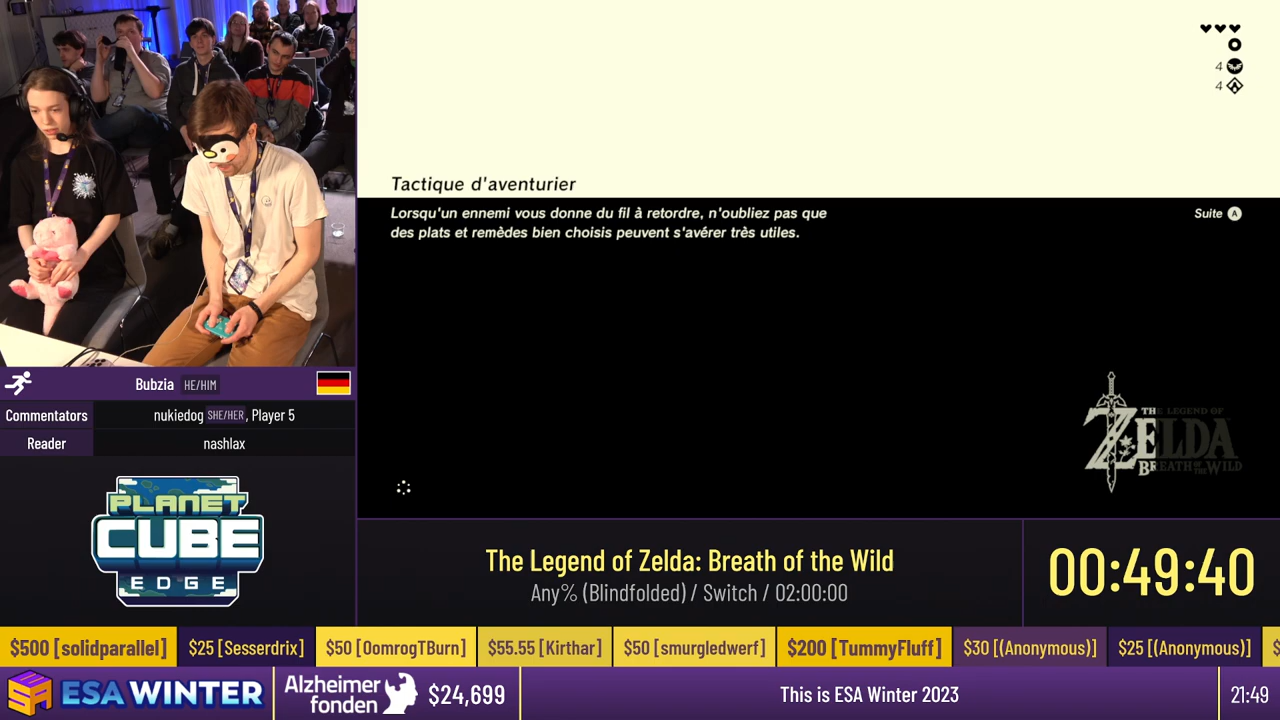 4
4
Tactique d'aventurier
Lorsqu'un ennemi vous donne du fil à retordre, n'oubliez pas que
des plats et remèdes bien choisis peuvent s'avérer très utiles.
Suite A
THE LEGEND OF
ZELDA
BREATH OF THE WILD
Bubzia HE/HIM
Commentators nukiedog SHE/HER, Player 5
Reader nashlax
PLANET
CUBE
EDGE
The Legend of Zelda: Breath of the Wild
Any% (Blindfolded) / Switch / 02:00:00
00:49:40
$500 [solidparallel] $25 [Sesserdrix] $50 [OomrogTBurn] $55.55 [Kirthar] $50 [smurgledwerf] $200 [TummyFluff] $30 [(Anonymous)] $25 [(Anonymous)] $
ESA WINTER Alzheimerfonden $24,699 This is ESA Winter 2023 21:49